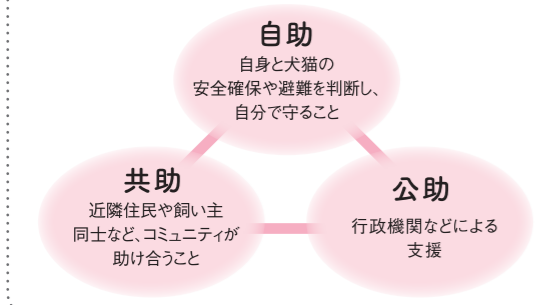 自助
自身と犬猫の
安全確保や避難を判断し、
自分で守ること
共助
近隣住民や飼い主
同士など、コミュニティが
助け合うこと
公助
行政機関などによる
支援